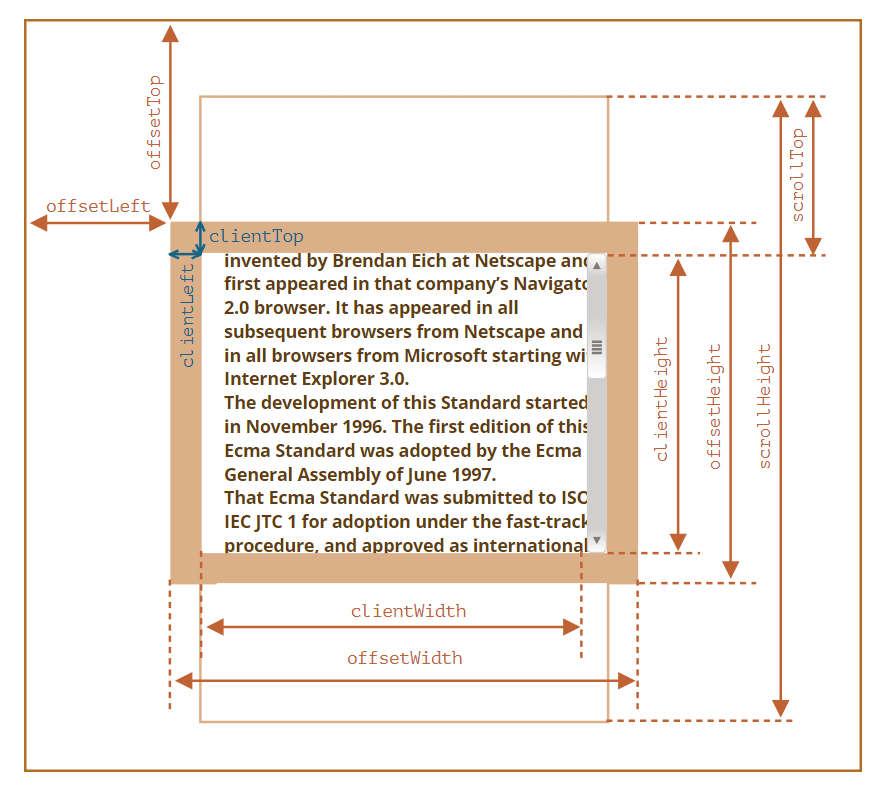 offsetTop
offsetLeft
scrollTop
clientTop
clientLeft
invented by Brendan Eich at Netscape and
first appeared in that company’s Navigato
2.0 browser. It has appeared in all
subsequent browsers from Netscape and
in all browsers from Microsoft starting wi
Internet Explorer 3.0.
The development of this Standard started
in November 1996. The first edition of this
Ecma Standard was adopted by the Ecma
General Assembly of June 1997.
That Ecma Standard was submitted to ISO
IEC JTC 1 for adoption under the fast-track
procedure, and approved as international
clientHeight
offsetHeight
scrollHeight
clientWidth
offsetWidth